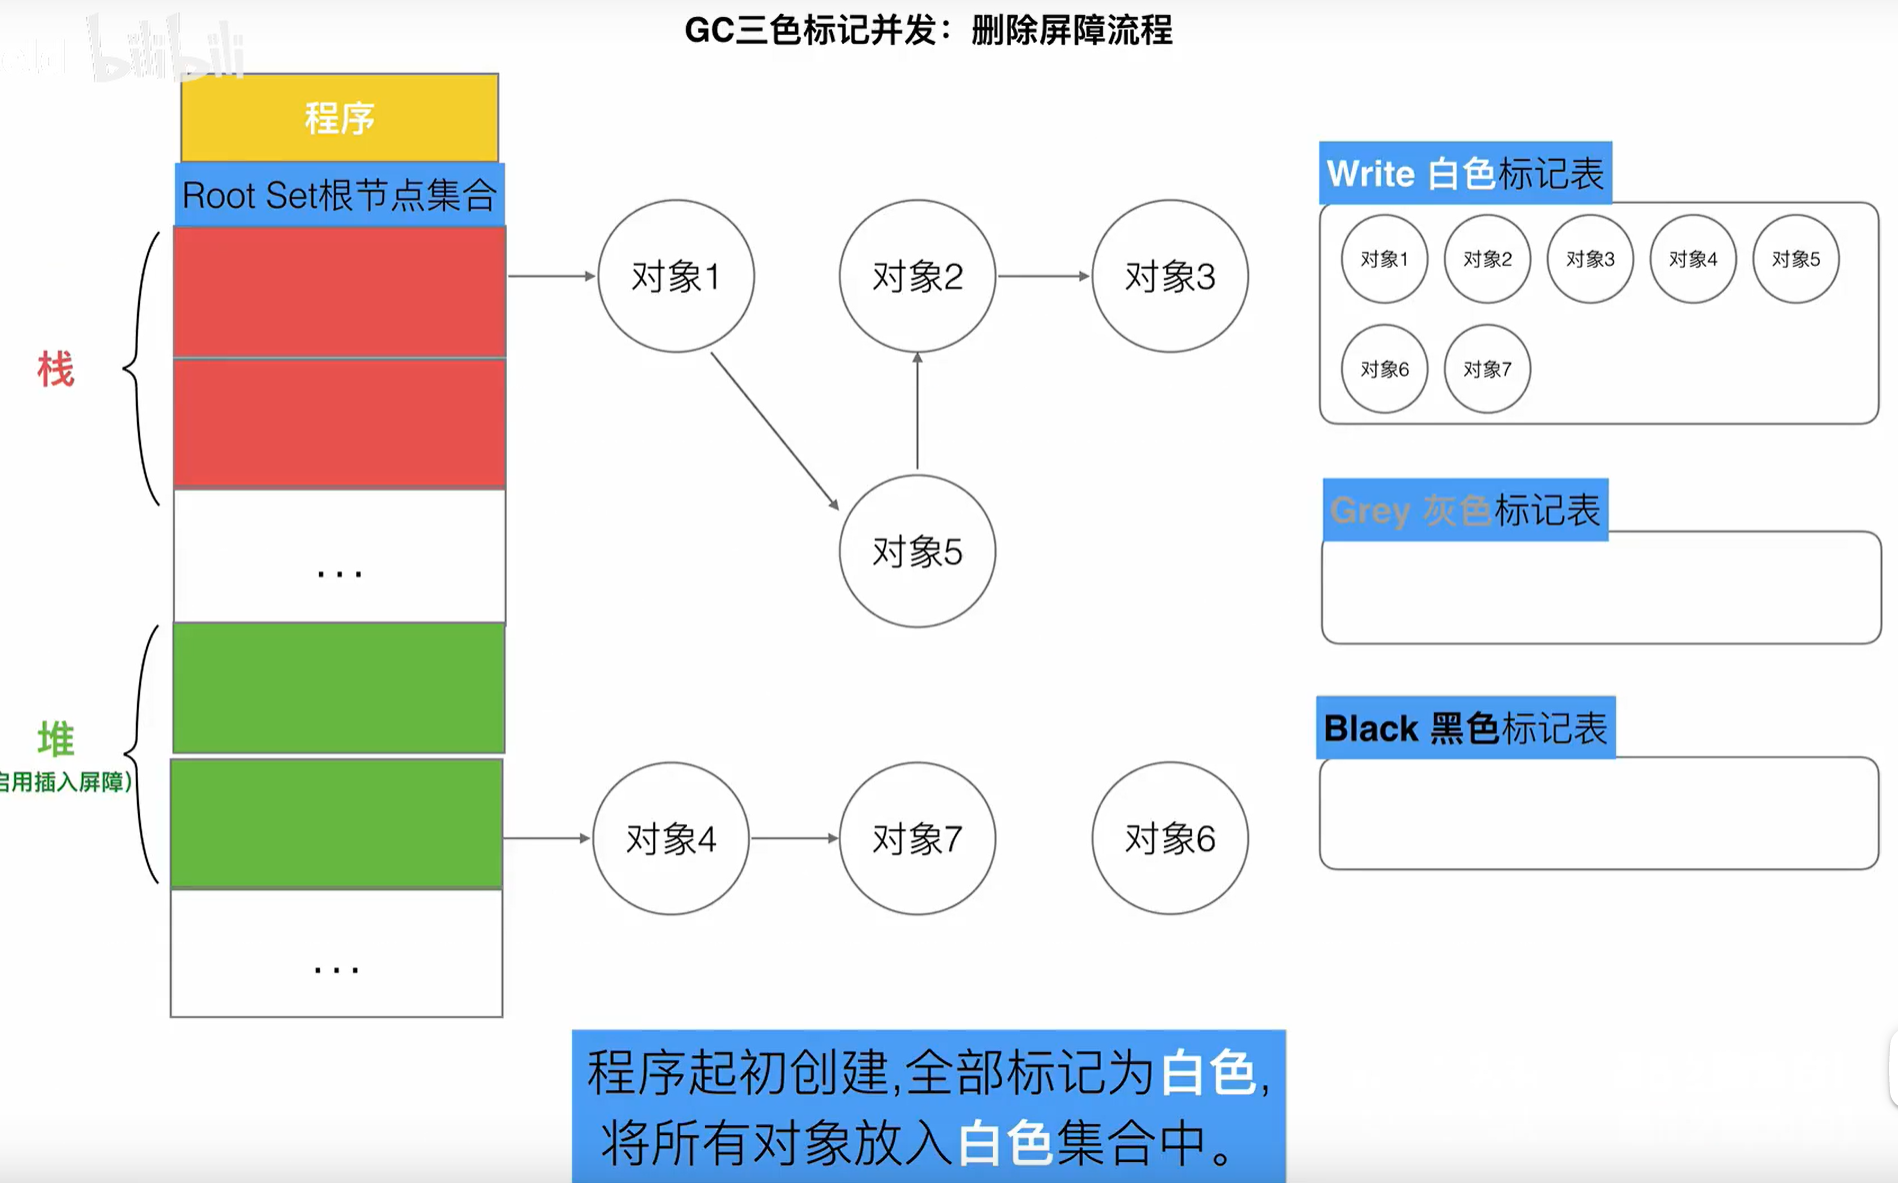 GC三色标记并发：删除屏障流程
bilibili
程序
Root Set根节点集合
栈
...
堆
启用插入屏障）
...
对象1
对象2
对象3
对象5
对象4
对象7
对象6
Write 白色标记表
对象1
对象2
对象3
对象4
对象5
对象6
对象7
Grey 灰色标记表
Black 黑色标记表
程序起初创建,全部标记为白色,
将所有对象放入白色集合中。